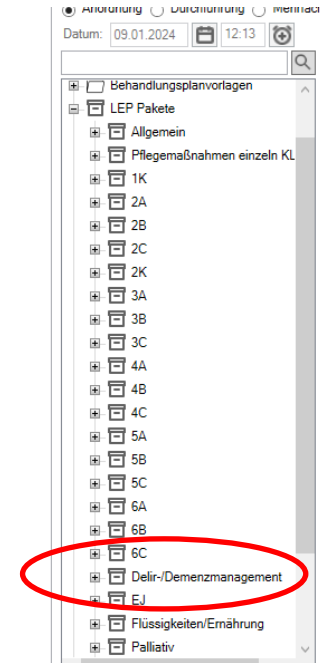 Anordnung Durchführung Mehrfach
Datum: 09.01.2024 12:13
Behandlungsplanvorlagen
LEP Pakete
Allgemein
Pflegemaßnahmen einzeln KL
1K
2A
2B
2C
2K
3A
3B
3C
4A
4B
4C
5A
5B
5C
6A
6B
6C
Delir-/Demenzmanagement
EJ
Flüssigkeiten/Ernährung
Palliativ